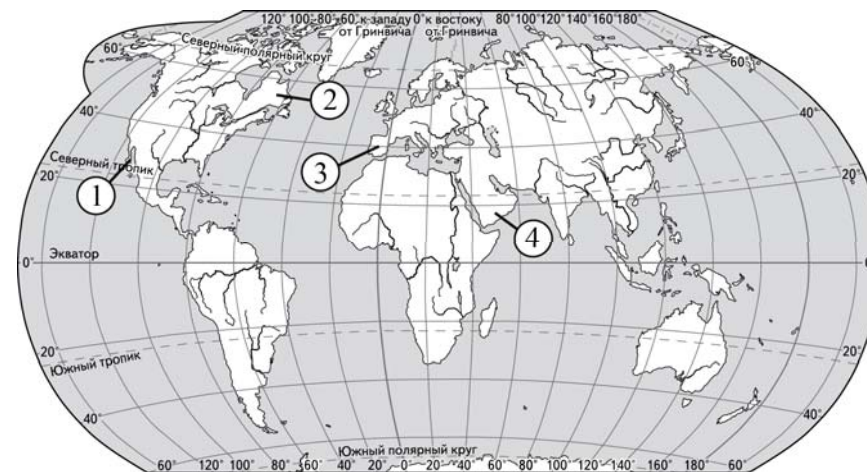 120° 100° 80° 60° к западу 0° к востоку 80° 100° 120° 140° 160° 180°
от Гринвича от Гринвича
Северный полярный круг
60° 60°
40° 40°
2
3
Северный тропик
20° 20°
1
4
Экватор
0° 0°
20° 20°
Южный тропик
40° 40°
Южный полярный круг
60° 120° 100° 80° 60° 40° 20° 0° 20° 40° 60° 80° 100° 120° 140° 160° 180° 60°